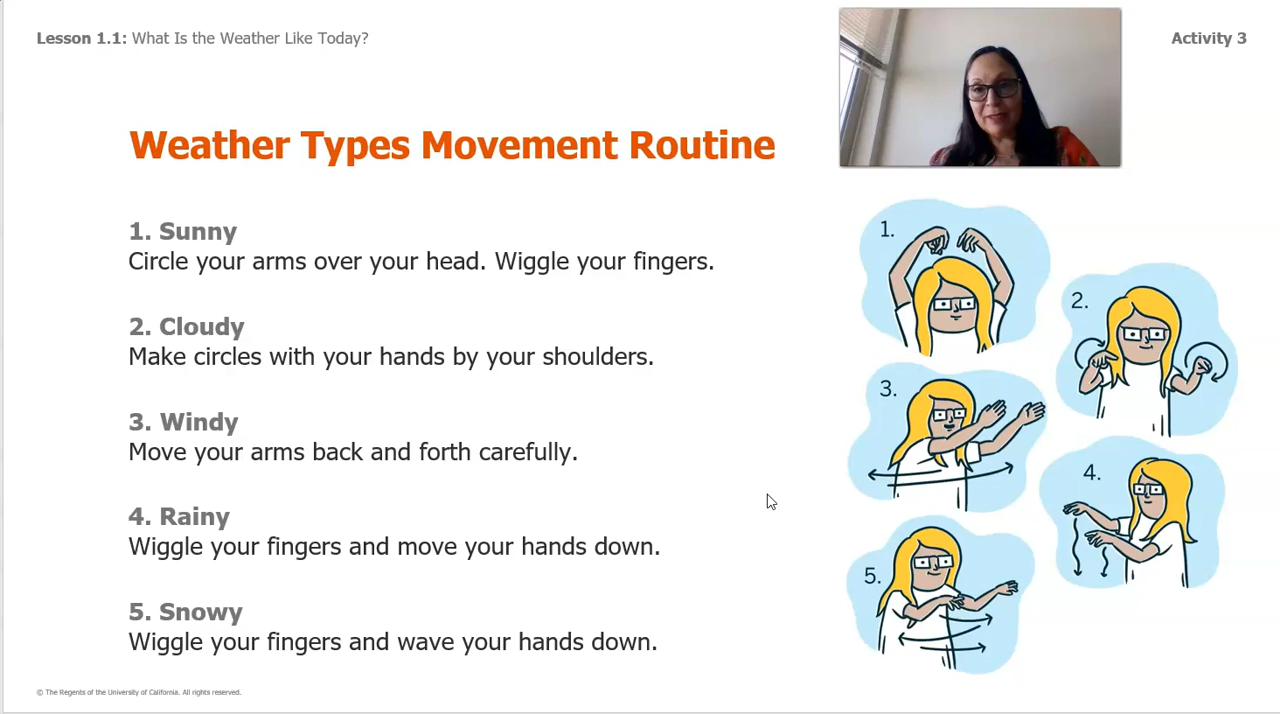 Lesson 1.1: What Is the Weather Like Today?
Activity 3
Weather Types Movement Routine
1. Sunny
Circle your arms over your head. Wiggle your fingers.
2. Cloudy
Make circles with your hands by your shoulders.
3. Windy
Move your arms back and forth carefully.
4. Rainy
Wiggle your fingers and move your hands down.
5. Snowy
Wiggle your fingers and wave your hands down.
1.
2.
3.
4.
5.
© The Regents of the University of California. All rights reserved.